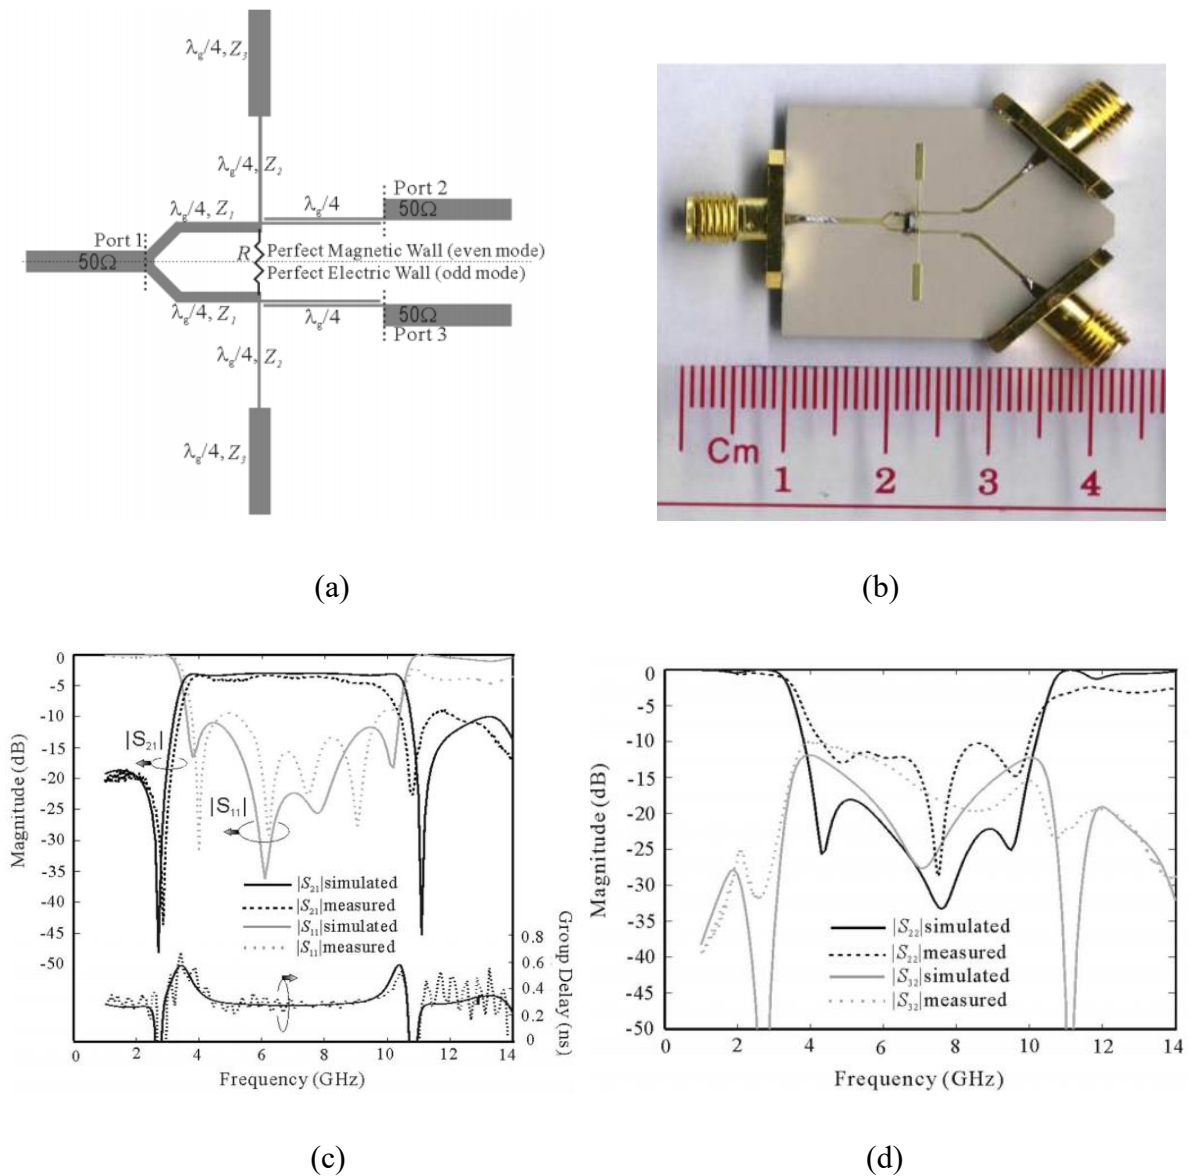 λg/4, Z3
λg/4, Z2
Port 2
λg/4, Z1
λg/4
50Ω
Port 1
R
Perfect Magnetic Wall (even mode)
50Ω
Perfect Electric Wall (odd mode)
λg/4, Z1
λg/4
50Ω
Port 3
λg/4, Z2
λg/4, Z3
Cm
1
2
3
4
(a)
(b)
0
-5
-10
-15
-20
-25
-30
-35
-40
-45
-50
Magnitude (dB)
|S21|
|S11|
|S21|simulated
|S21|measured
|S11|simulated
|S11|measured
0.8
0.6
0.4
0.2
0
Group Delay (ns)
0 2 4 6 8 10 12 14
Frequency (GHz)
0
-5
-10
-15
-20
-25
-30
-35
-40
-45
-50
Magnitude (dB)
|S22|simulated
|S22|measured
|S32|simulated
|S32|measured
0 2 4 6 8 10 12 14
Frequency (GHz)
(c)
(d)